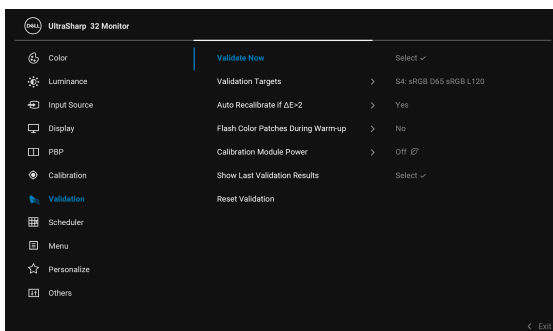 DELL UltraSharp 32 Monitor
Color
Validate Now Select
Luminance
Validation Targets S4: sRGB D65 sRGB L120
Input Source
Auto Recalibrate if ΔE>2 Yes
Display
Flash Color Patches During Warm-up No
PBP
Calibration Module Power Off
Calibration
Show Last Validation Results Select
Validation
Reset Validation
Scheduler
Menu
Personalize
Others
Exit